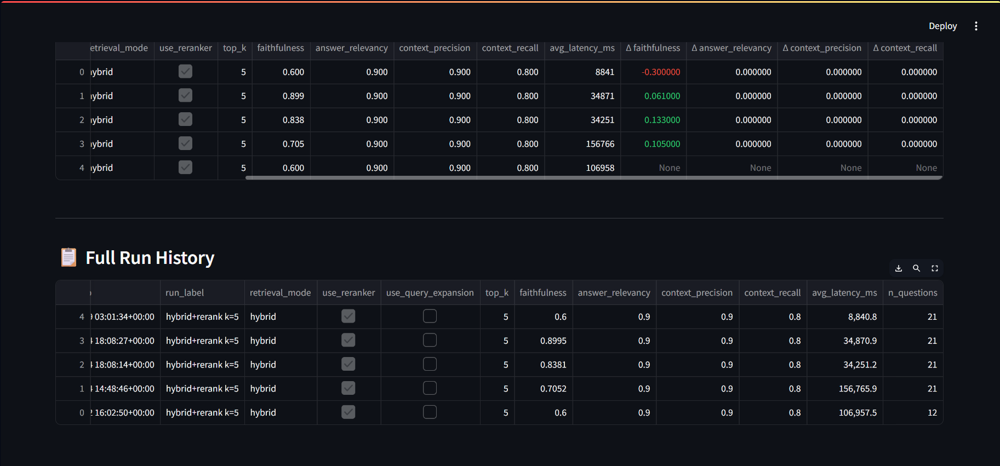 Deploy
etrieval_mode use_reranker top_k faithfulness answer_relevancy context_precision context_recall avg_latency_ms Δ faithfulness Δ answer_relevancy Δ context_precision Δ context_recall
0 ybrid 5 0.600 0.900 0.900 0.800 8841 -0.300000 0.000000 0.000000 0.000000
1 ybrid 5 0.899 0.900 0.900 0.800 34871 0.061000 0.000000 0.000000 0.000000
2 ybrid 5 0.838 0.900 0.900 0.800 34251 0.133000 0.000000 0.000000 0.000000
3 ybrid 5 0.705 0.900 0.900 0.800 156766 0.105000 0.000000 0.000000 0.000000
4 ybrid 5 0.600 0.900 0.900 0.800 106958 None None None None
Full Run History
run_label retrieval_mode use_reranker use_query_expansion top_k faithfulness answer_relevancy context_precision context_recall avg_latency_ms n_questions
4 03:01:34+00:00 hybrid+rerank k=5 hybrid 5 0.6 0.9 0.9 0.8 8,840.8 21
3 18:08:27+00:00 hybrid+rerank k=5 hybrid 5 0.8995 0.9 0.9 0.8 34,870.9 21
2 18:08:14+00:00 hybrid+rerank k=5 hybrid 5 0.8381 0.9 0.9 0.8 34,251.2 21
1 14:48:46+00:00 hybrid+rerank k=5 hybrid 5 0.7052 0.9 0.9 0.8 156,765.9 21
0 16:02:50+00:00 hybrid+rerank k=5 hybrid 5 0.6 0.9 0.9 0.8 106,957.5 12